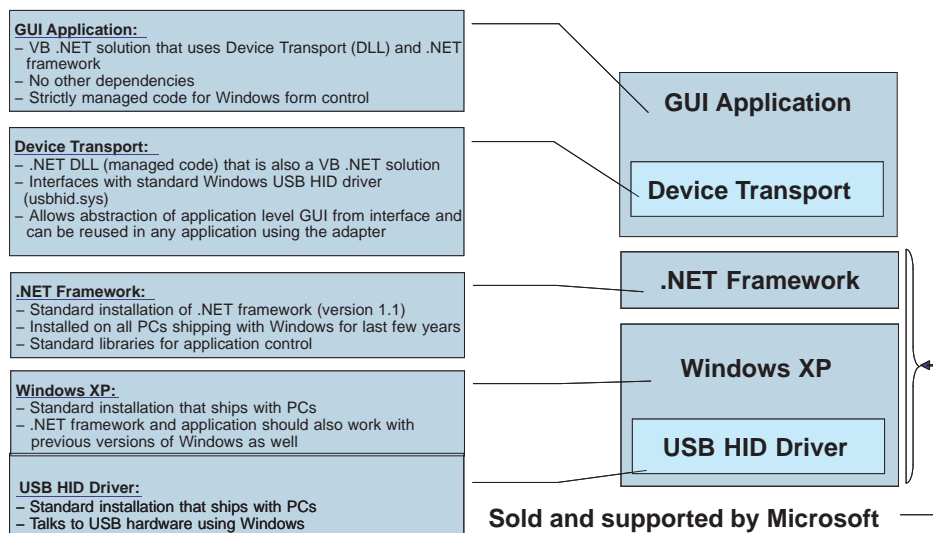 GUI Application:
– VB .NET solution that uses Device Transport (DLL) and .NET
framework
– No other dependencies
– Strictly managed code for Windows form control
Device Transport:
– .NET DLL (managed code) that is also a VB .NET solution
– Interfaces with standard Windows USB HID driver
(usbhid.sys)
– Allows abstraction of application level GUI from interface and
can be reused in any application using the adapter
.NET Framework:
– Standard installation of .NET framework (version 1.1)
– Installed on all PCs shipping with Windows for last few years
– Standard libraries for application control
Windows XP:
– Standard installation that ships with PCs
– .NET framework and application should also work with
previous versions of Windows as well
USB HID Driver:
– Standard installation that ships with PCs
– Talks to USB hardware using Windows
GUI Application
Device Transport
.NET Framework
Windows XP
USB HID Driver
Sold and supported by Microsoft